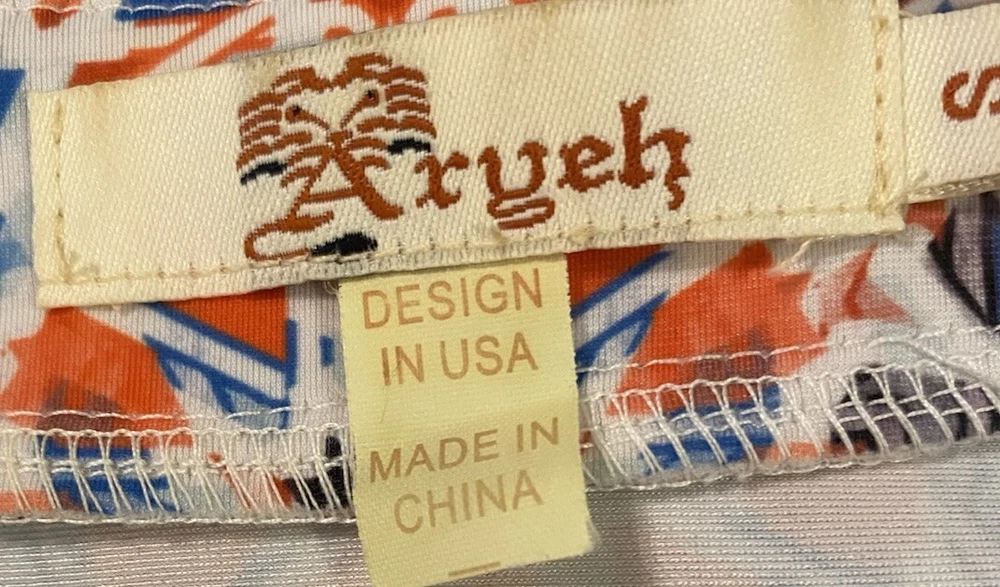 Aryeh
S
DESIGN
IN USA
MADE IN
CHINA